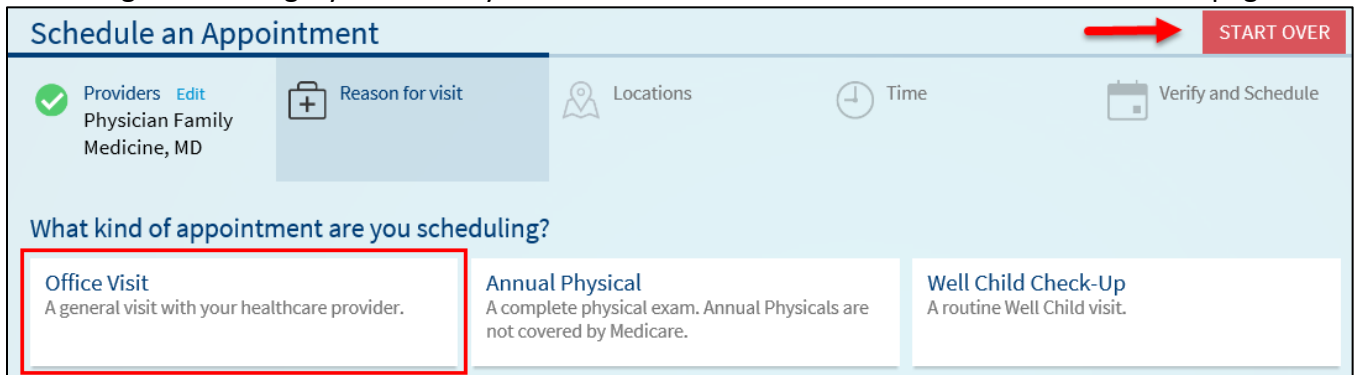 Schedule an Appointment
START OVER
Providers Edit
Physician Family
Medicine, MD
Reason for visit
Locations
Time
Verify and Schedule
What kind of appointment are you scheduling?
Office Visit
A general visit with your healthcare provider.
Annual Physical
A complete physical exam. Annual Physicals are
not covered by Medicare.
Well Child Check-Up
A routine Well Child visit.